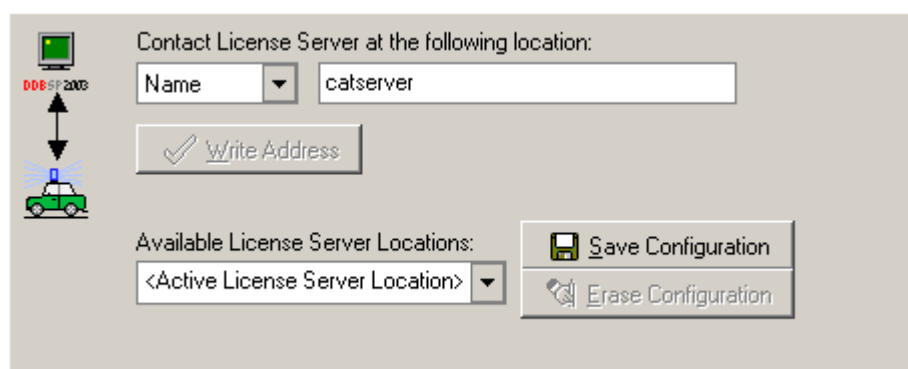 Contact License Server at the following location:
DDBSP2003
Name catserver
Write Address
Available License Server Locations:
Save Configuration
<Active License Server Location>
Erase Configuration